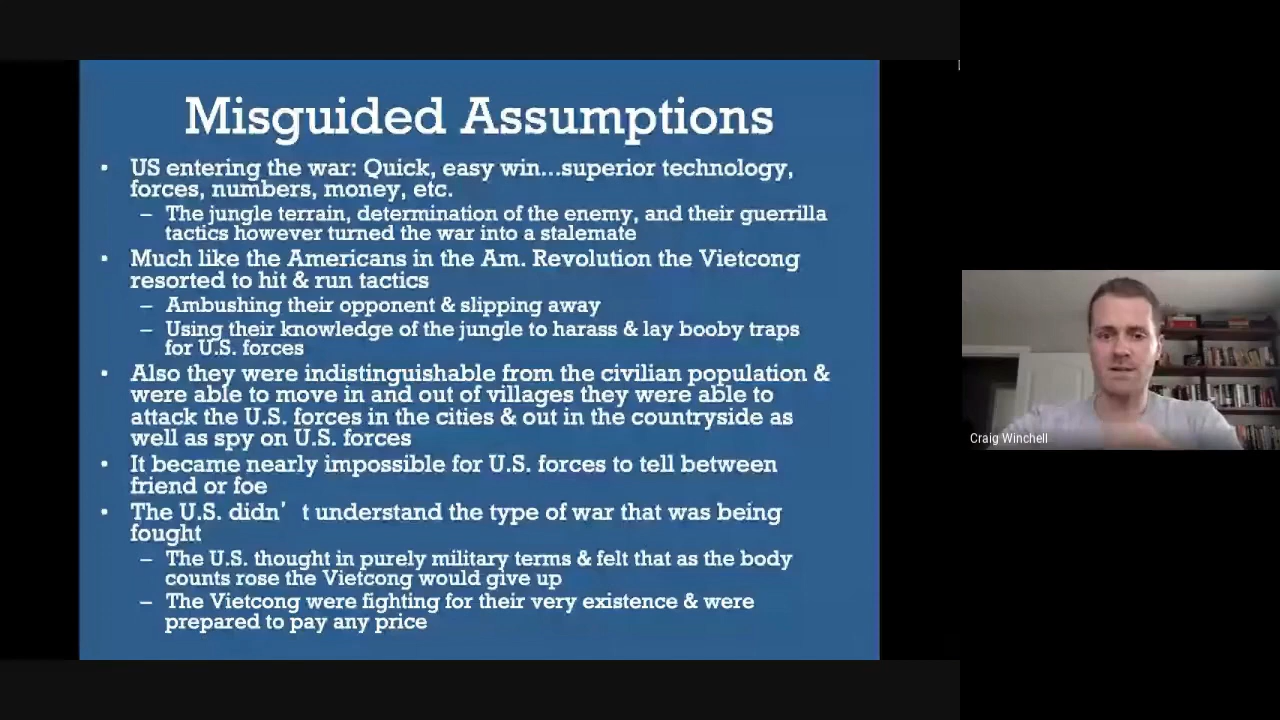 Misguided Assumptions
• US entering the war: Quick, easy win...superior technology,
forces, numbers, money, etc.
– The jungle terrain, determination of the enemy, and their guerrilla
tactics however turned the war into a stalemate
• Much like the Americans in the Am. Revolution the Vietcong
resorted to hit & run tactics
– Ambushing their opponent & slipping away
– Using their knowledge of the jungle to harass & lay booby traps
for U.S. forces
• Also they were indistinguishable from the civilian population &
were able to move in and out of villages they were able to
attack the U.S. forces in the cities & out in the countryside as
well as spy on U.S. forces
• It became nearly impossible for U.S. forces to tell between
friend or foe
• The U.S. didn’t understand the type of war that was being
fought
– The U.S. thought in purely military terms & felt that as the body
counts rose the Vietcong would give up
– The Vietcong were fighting for their very existence & were
prepared to pay any price
Craig Winchell